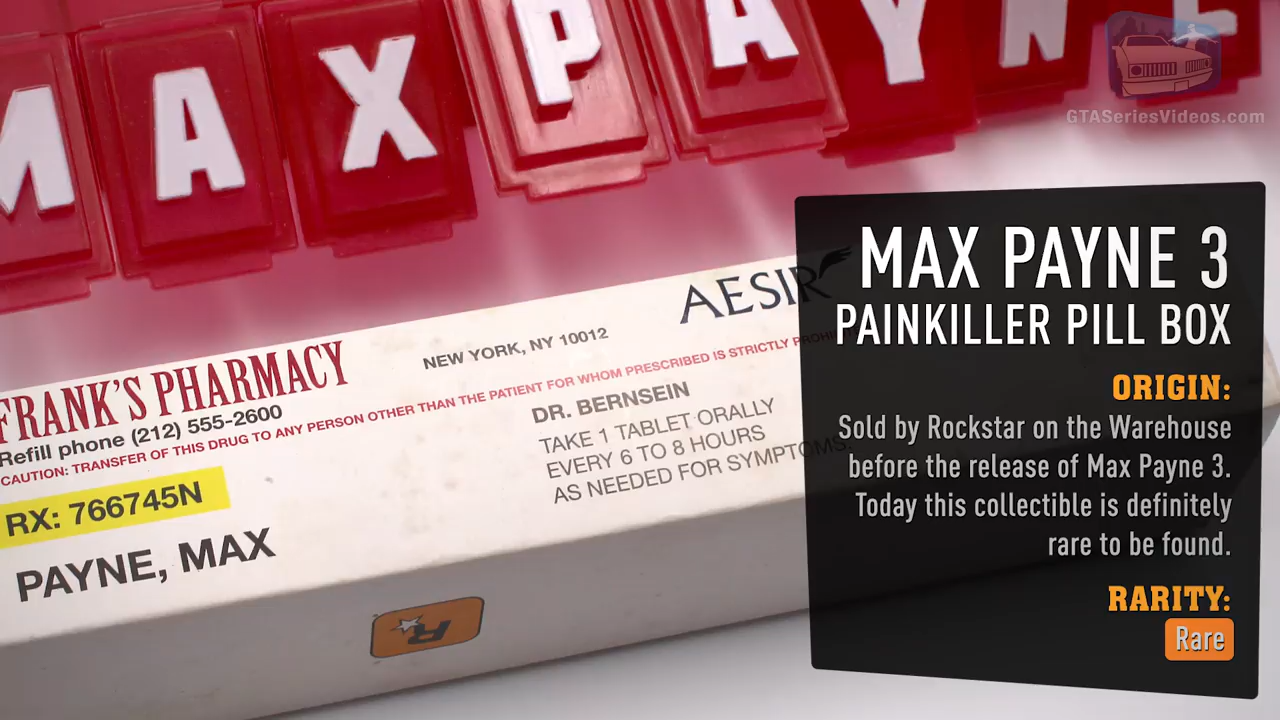 MAX PAYNE
GTASeriesVideos.com
AESIR
FRANK'S PHARMACY
NEW YORK, NY 10012
Refill phone (212) 555-2600
CAUTION: TRANSFER OF THIS DRUG TO ANY PERSON OTHER THAN THE PATIENT FOR WHOM PRESCRIBED IS STRICTLY
RX: 766745N
DR. BERNSEIN
TAKE 1 TABLET ORALLY
EVERY 6 TO 8 HOURS
AS NEEDED FOR SYMPTOMS.
PAYNE, MAX
R
MAX PAYNE 3
PAINKILLER PILL BOX
ORIGIN:
Sold by Rockstar on the Warehouse
before the release of Max Payne 3.
Today this collectible is definitely
rare to be found.
RARITY:
Rare